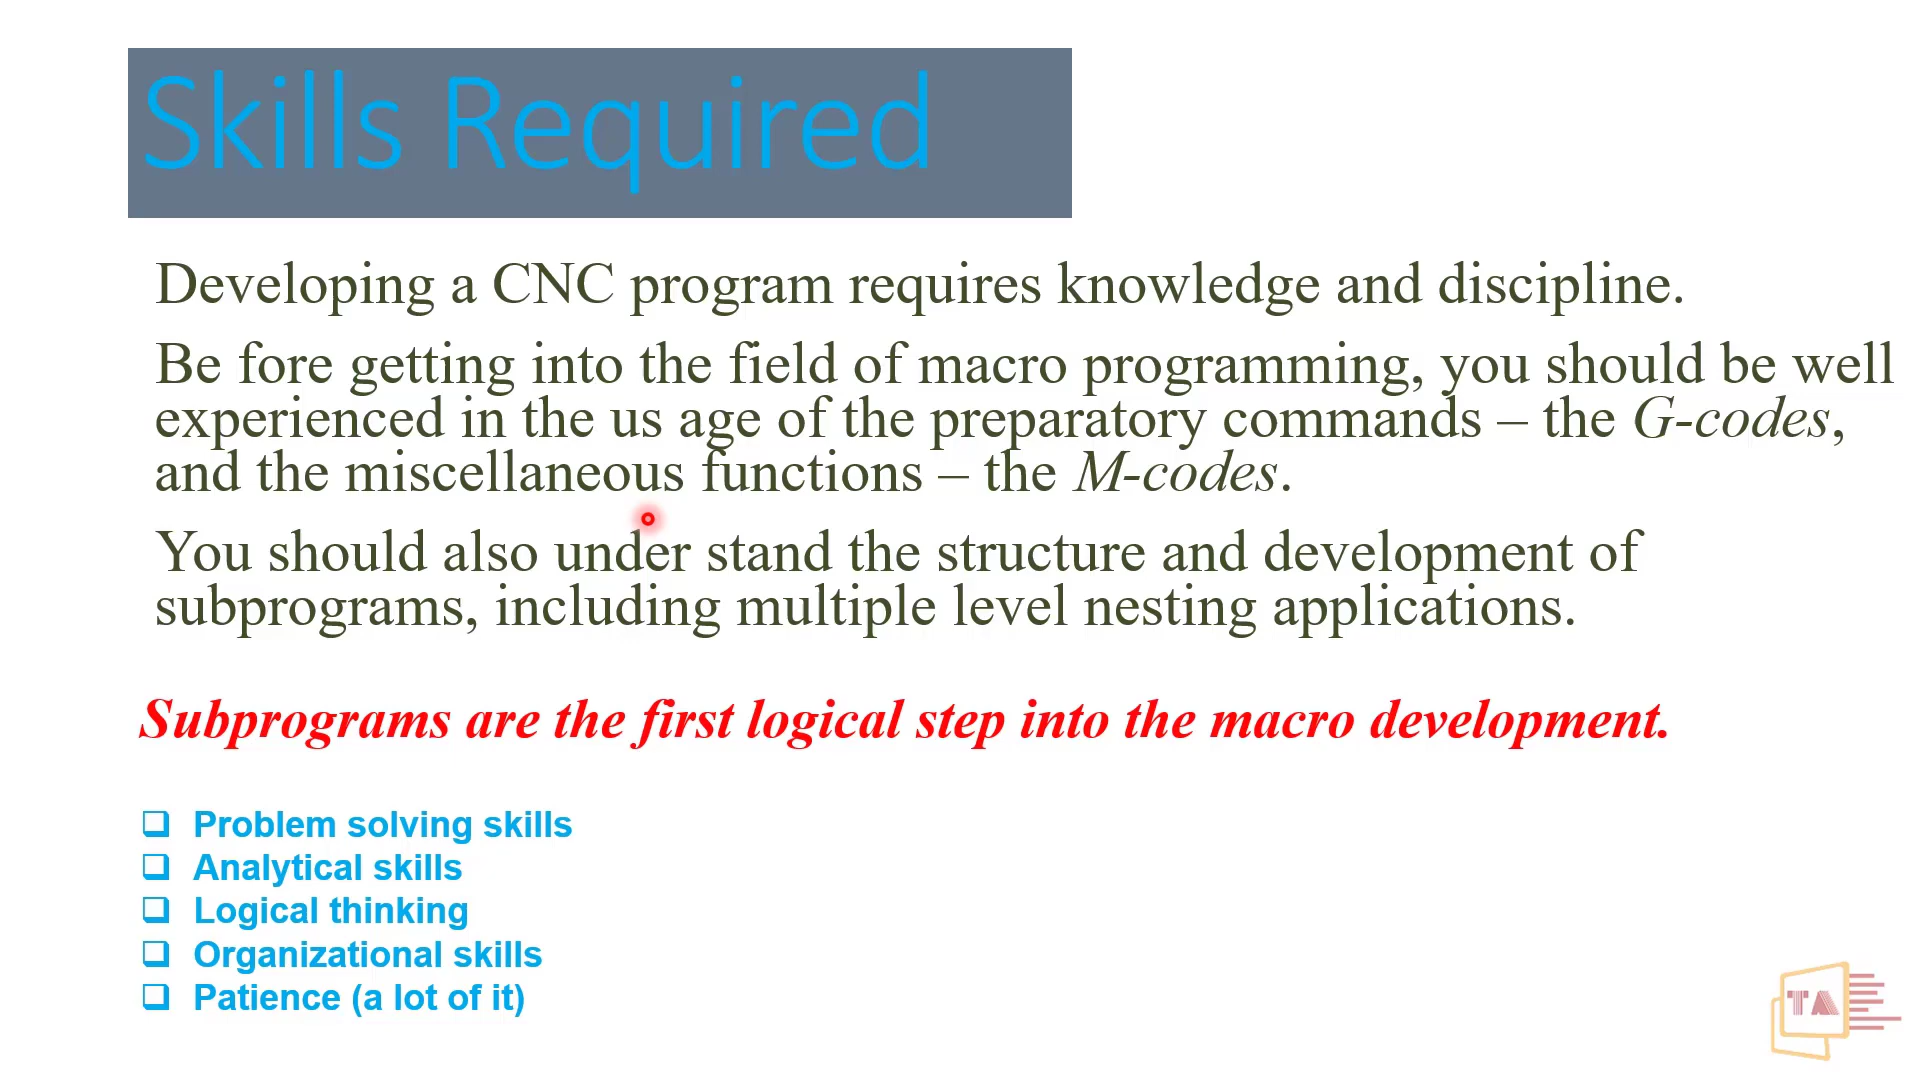 Skills Required
Developing a CNC program requires knowledge and discipline.
Be fore getting into the field of macro programming, you should be well
experienced in the us age of the preparatory commands – the G-codes,
and the miscellaneous functions – the M-codes.
You should also under stand the structure and development of
subprograms, including multiple level nesting applications.
Subprograms are the first logical step into the macro development.
❑ Problem solving skills
❑ Analytical skills
❑ Logical thinking
❑ Organizational skills
❑ Patience (a lot of it)
TA